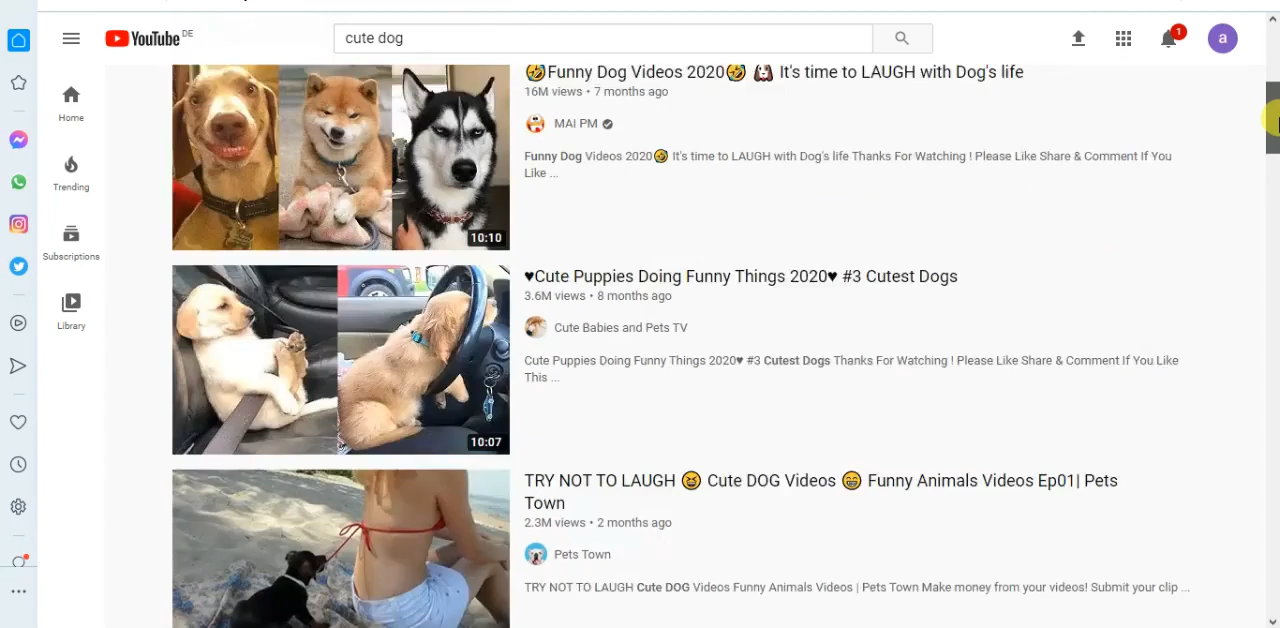 YouTube DE
cute dog
1
a
Home
Trending
Subscriptions
Library
🤣Funny Dog Videos 2020🤣 🐶 It's time to LAUGH with Dog's life
16M views • 7 months ago
MAI PM
Funny Dog Videos 2020🤣 It's time to LAUGH with Dog's life Thanks For Watching ! Please Like Share & Comment If You
Like ...
10:10
♥Cute Puppies Doing Funny Things 2020♥ #3 Cutest Dogs
3.6M views • 8 months ago
Cute Babies and Pets TV
Cute Puppies Doing Funny Things 2020♥ #3 Cutest Dogs Thanks For Watching ! Please Like Share & Comment If You Like
This ...
10:07
TRY NOT TO LAUGH 😆 Cute DOG Videos 😁 Funny Animals Videos Ep01| Pets
Town
2.3M views • 2 months ago
Pets Town
TRY NOT TO LAUGH Cute DOG Videos Funny Animals Videos | Pets Town Make money from your videos! Submit your clip ...